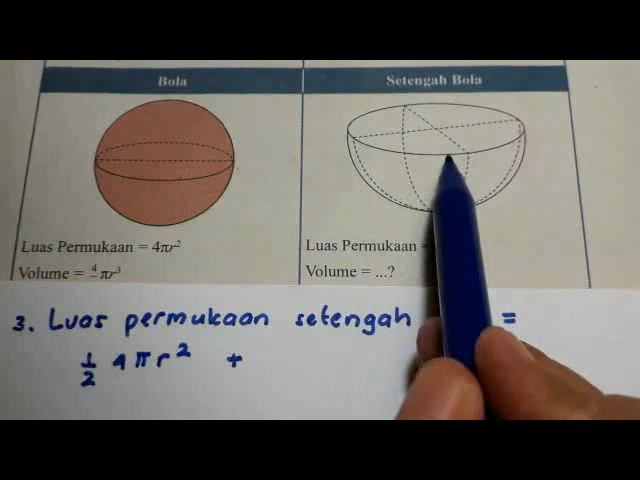 Bola
Setengah Bola
Luas Permukaan = 4πr²
Volume = 4/ πr³
Luas Permukaan =
Volume = ...?
3. Luas permukaan setengah =
1/2 4πr² +